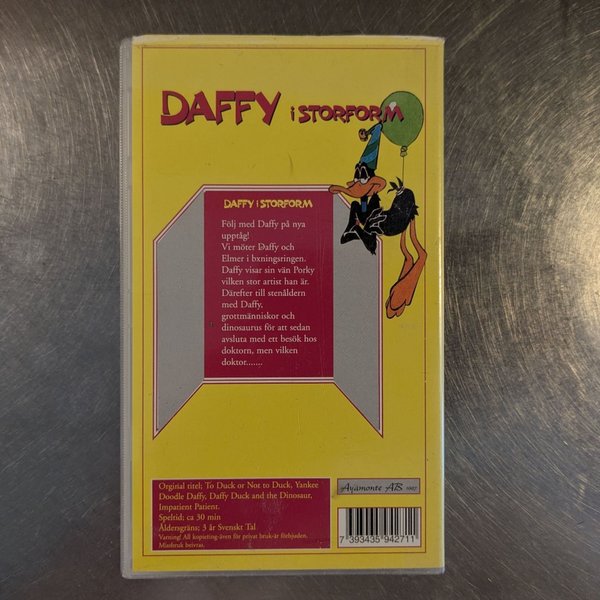 DAFFY i STORFORM
DAFFY i STORFORM
Följ med Daffy på nya
upptåg!
Vi möter Daffy och
Elmer i bxningsringen.
Daffy visar sin vän Porky
vilken stor artist han är.
Därefter till stenåldern
med Daffy,
grottmänniskor och
dinosaurus för att sedan
avsluta med ett besök hos
doktorn, men vilken
doktor.......
Orginal titel; To Duck or Not to Duck, Yankee
Doodle Daffy, Daffy Duck and the Dinosaur,
Impatient Patient.
Speltid; ca 30 min
Åldersgräns; 3 år Svenskt Tal
Varning! All kopieting-även för privat bruk-är förbjuden.
Missbruk beivras.
Ayamonte AB 1997
7 393435 942711